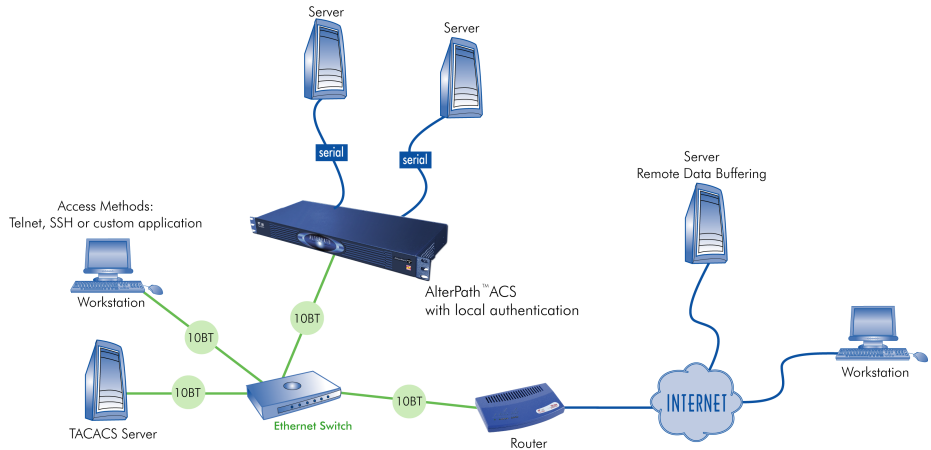 Server
Server
serial
serial
Server
Remote Data Buffering
Access Methods:
Telnet, SSH or custom application
Workstation
AlterPath™ACS
with local authentication
10BT
10BT
10BT
10BT
TACACS Server
Ethernet Switch
Router
INTERNET
Workstation